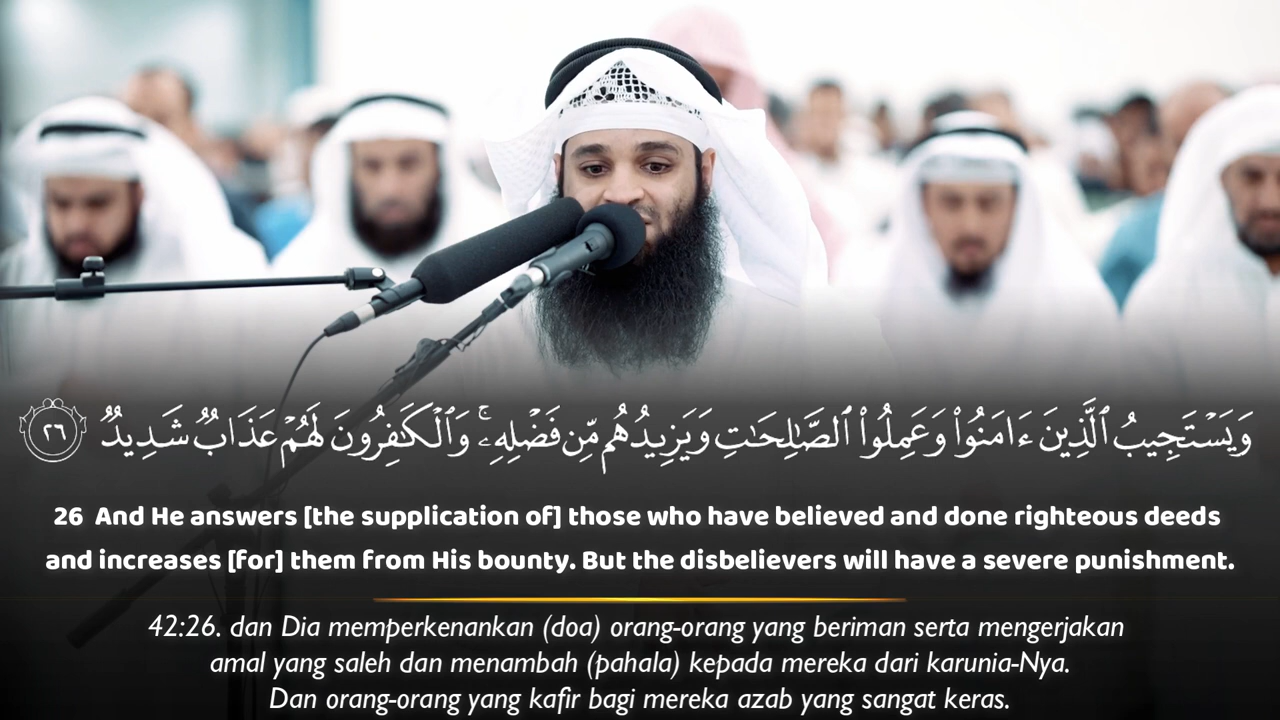 وَيَسْتَجِيبُ ٱلَّذِينَ ءَامَنُوا۟ وَعَمِلُوا۟ ٱلصَّـٰلِحَـٰتِ وَيَزِيدُهُم مِّن فَضْلِهِۦ ۚ وَٱلْكَـٰفِرُونَ لَهُمْ عَذَابٌ شَدِيدٌ ٢٦
26 And He answers [the supplication of] those who have believed and done righteous deeds
and increases [for] them from His bounty. But the disbelievers will have a severe punishment.
42:26. dan Dia memperkenankan (doa) orang-orang yang beriman serta mengerjakan
amal yang saleh dan menambah (pahala) kepada mereka dari karunia-Nya.
Dan orang-orang yang kafir bagi mereka azab yang sangat keras.